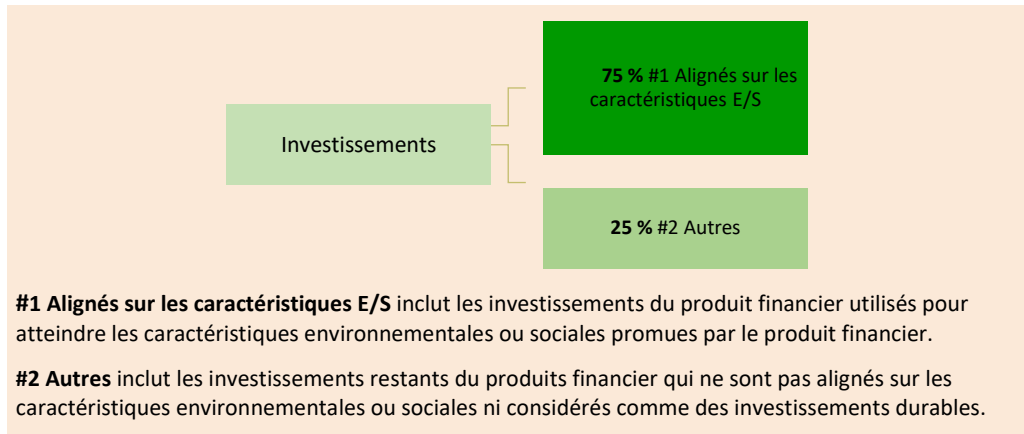 75 % #1 Alignés sur les
caractéristiques E/S
Investissements
25 % #2 Autres
#1 Alignés sur les caractéristiques E/S inclut les investissements du produit financier utilisés pour
atteindre les caractéristiques environnementales ou sociales promues par le produit financier.
#2 Autres inclut les investissements restants du produits financier qui ne sont pas alignés sur les
caractéristiques environnementales ou sociales ni considérés comme des investissements durables.